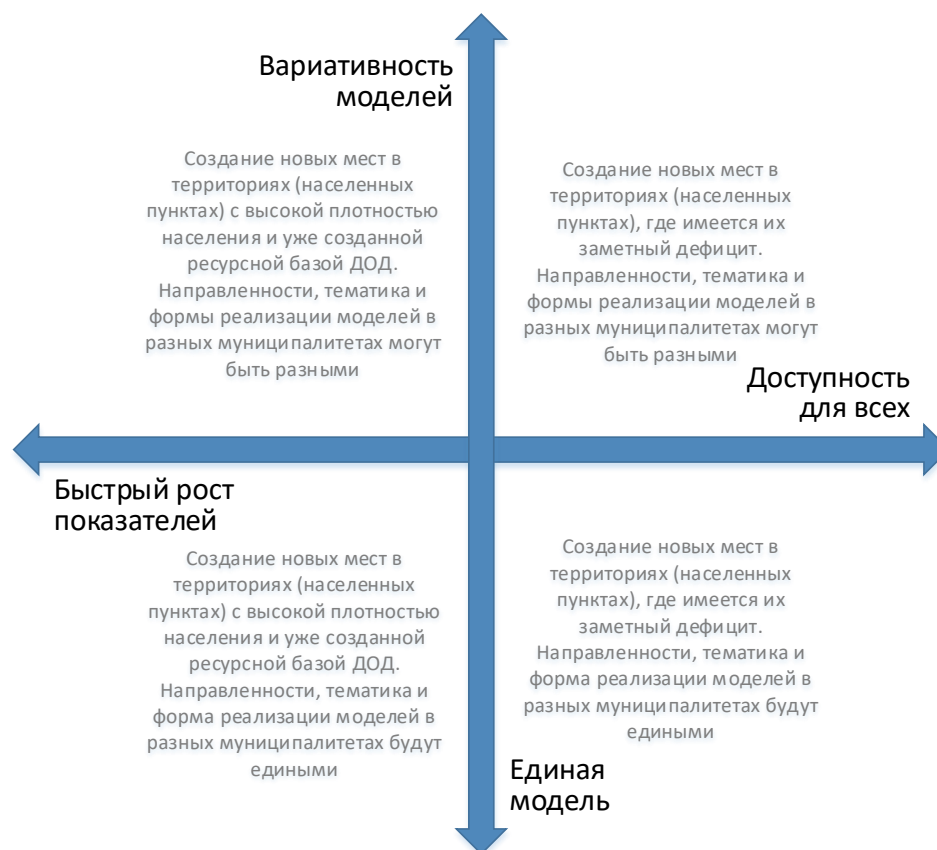 Вариативность
моделей
Создание новых мест в
территориях (населенных
пунктах) с высокой плотностью
населения и уже созданной
ресурсной базой ДОД.
Направленности, тематика и
формы реализации моделей в
разных муниципалитетах могут
быть разными
Создание новых мест в
территориях (населенных
пунктах), где имеется их
заметный дефицит.
Направленности, тематика и
формы реализации моделей в
разных муниципалитетах могут
быть разными
Доступность
для всех
Быстрый рост
показателей
Создание новых мест в
территориях (населенных
пунктах) с высокой плотностью
населения и уже созданной
ресурсной базой ДОД.
Направленности, тематика и
форма реализации моделей в
разных муниципалитетах будут
едиными
Создание новых мест в
территориях (населенных
пунктах), где имеется их
заметный дефицит.
Направленности, тематика и
форма реализации моделей в
разных муниципалитетах будут
едиными
Единая
модель